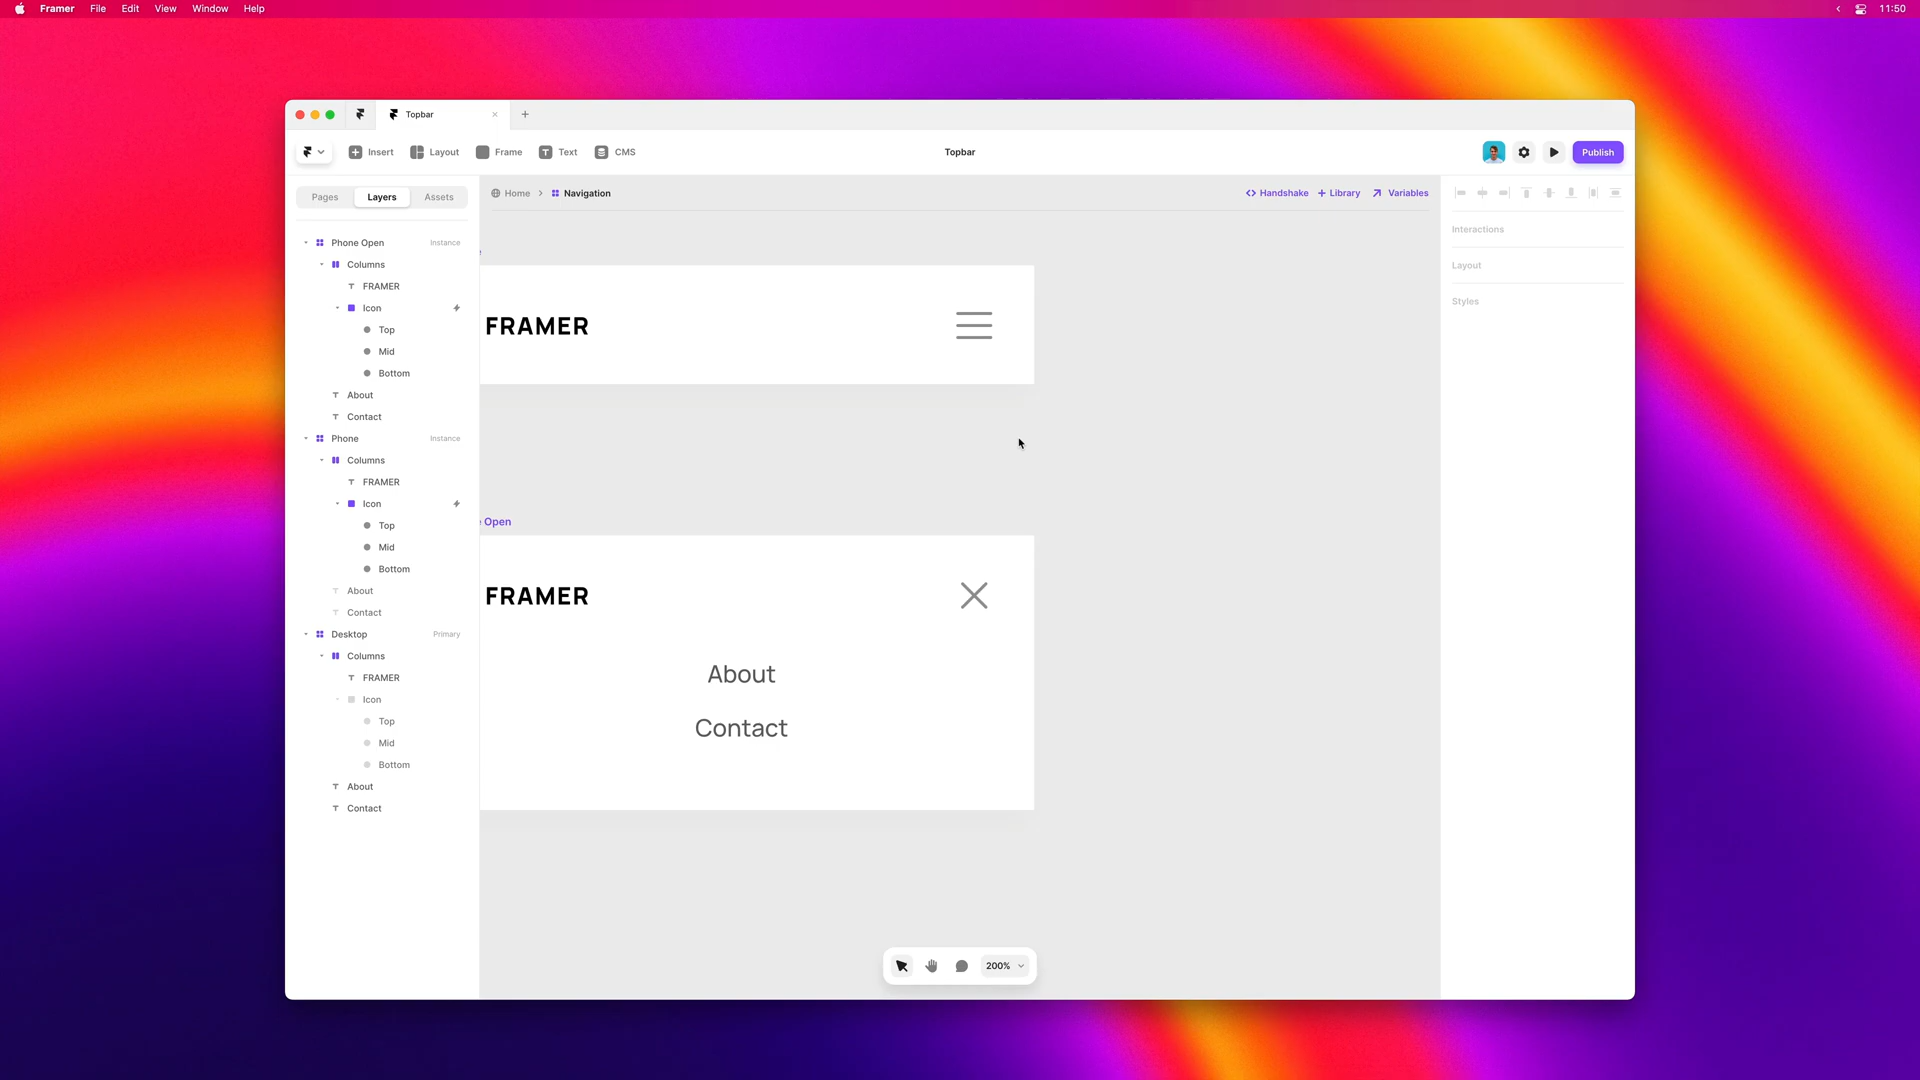 Framer File Edit View Window Help 11:50
Topbar
Insert Layout Frame Text CMS Topbar Publish
Pages Layers Assets
Home Navigation Handshake Library Variables
Phone Open Instance
Columns
FRAMER
Icon
Top
Mid
Bottom
About
Contact
Phone Instance
Columns
FRAMER
Icon
Top
Mid
Bottom
About
Contact
Desktop Primary
Columns
FRAMER
Icon
Top
Mid
Bottom
About
Contact
FRAMER
e Open
FRAMER
About
Contact
200%
Interactions
Layout
Styles